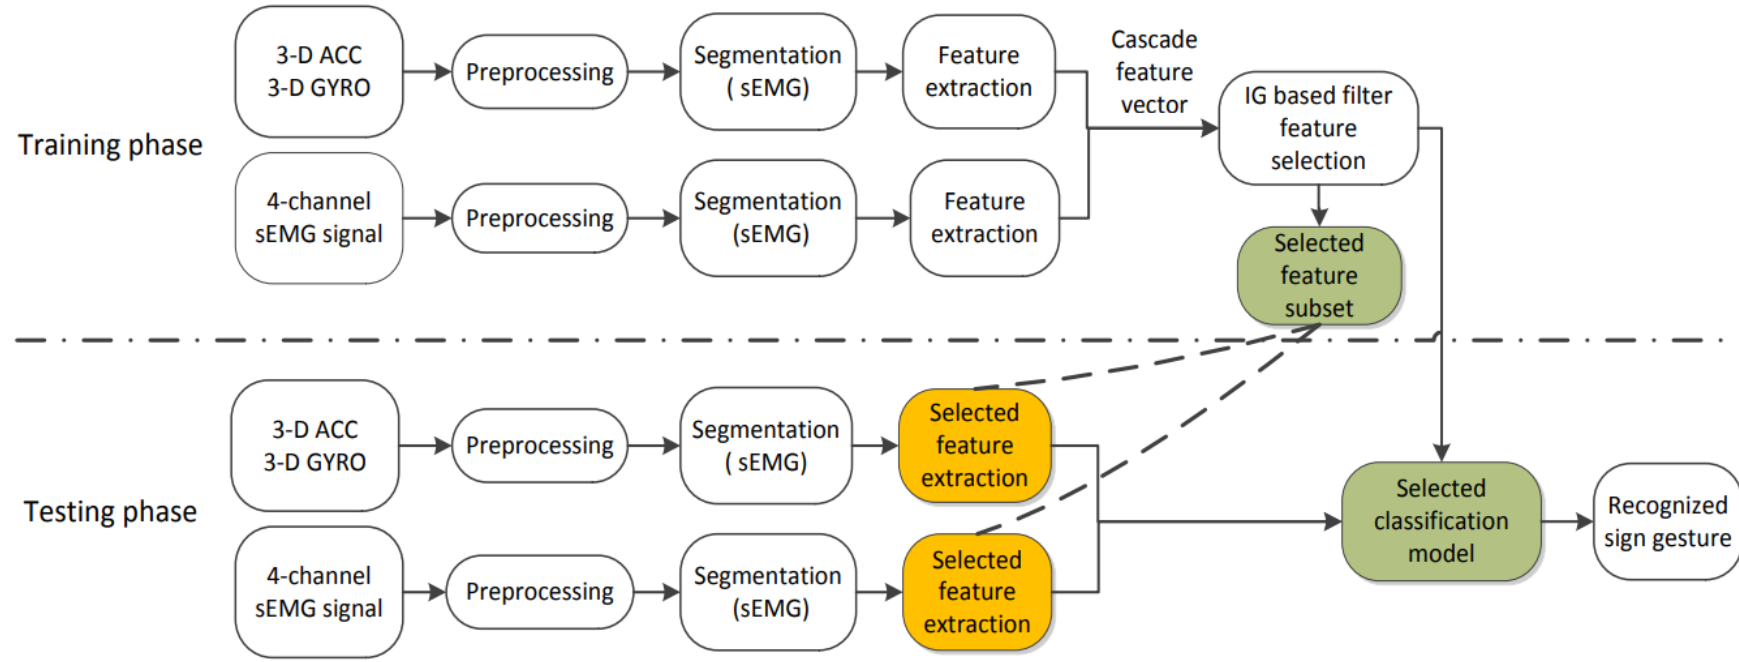 Training phase
3-D ACC
3-D GYRO
Preprocessing
Segmentation
( sEMG)
Feature
extraction
Cascade
feature
vector
IG based filter
feature
selection
4-channel
sEMG signal
Preprocessing
Segmentation
(sEMG)
Feature
extraction
Selected
feature
subset
Testing phase
3-D ACC
3-D GYRO
Preprocessing
Segmentation
( sEMG)
Selected
feature
extraction
4-channel
sEMG signal
Preprocessing
Segmentation
(sEMG)
Selected
feature
extraction
Selected
classification
model
Recognized
sign gesture